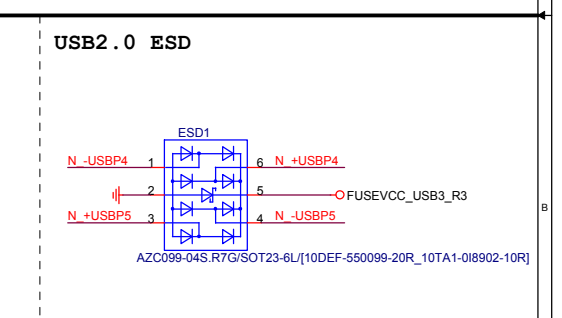 USB2.0 ESD
ESD1
N_-USBP4 1 6 N_+USBP4
2 5 FUSEVCC_USB3_R3
B
N_+USBP5 3 4 N_-USBP5
AZC099-04S.R7G/SOT23-6L/[10DEF-550099-20R_10TA1-0I8902-10R]